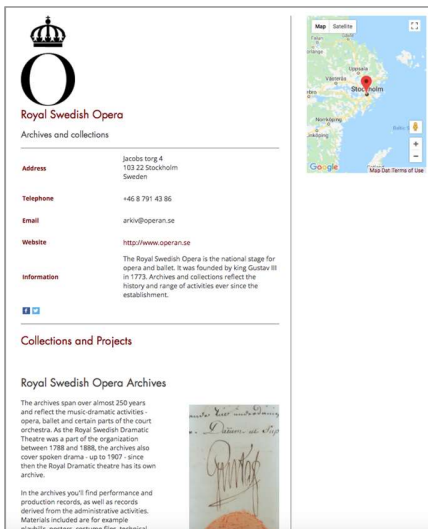 Royal Swedish Opera
Archives and collections
Address
Jacobs torg 4
103 22 Stockholm
Sweden
Telephone
+46 8 791 43 86
Email
arkiv@operan.se
Website
http://www.operan.se
Information
The Royal Swedish Opera is the national stage for
opera and ballet. It was founded by king Gustav III
in 1773. Archives and collections reflect the
history and range of activities ever since the
establishment.
Collections and Projects
Royal Swedish Opera Archives
The archives span over almost 250 years
and reflect the music-dramatic activities -
opera, ballet and certain parts of the court
orchestra. As the Royal Swedish Dramatic
Theatre was a part of the organization
between 1788 and 1888, the archives also
cover spoken drama - up to 1907 - since
then the Royal Dramatic theatre has its own
archive.
In the archives you'll find performance and
production records, as well as records
derived from the administrative activities.
Materials included are for example
playbills, posters, costume files, technical
Map Satellite
Uppsala
Västerås
Stockholm
Norrköping
Google
Map Dat Terms of Use